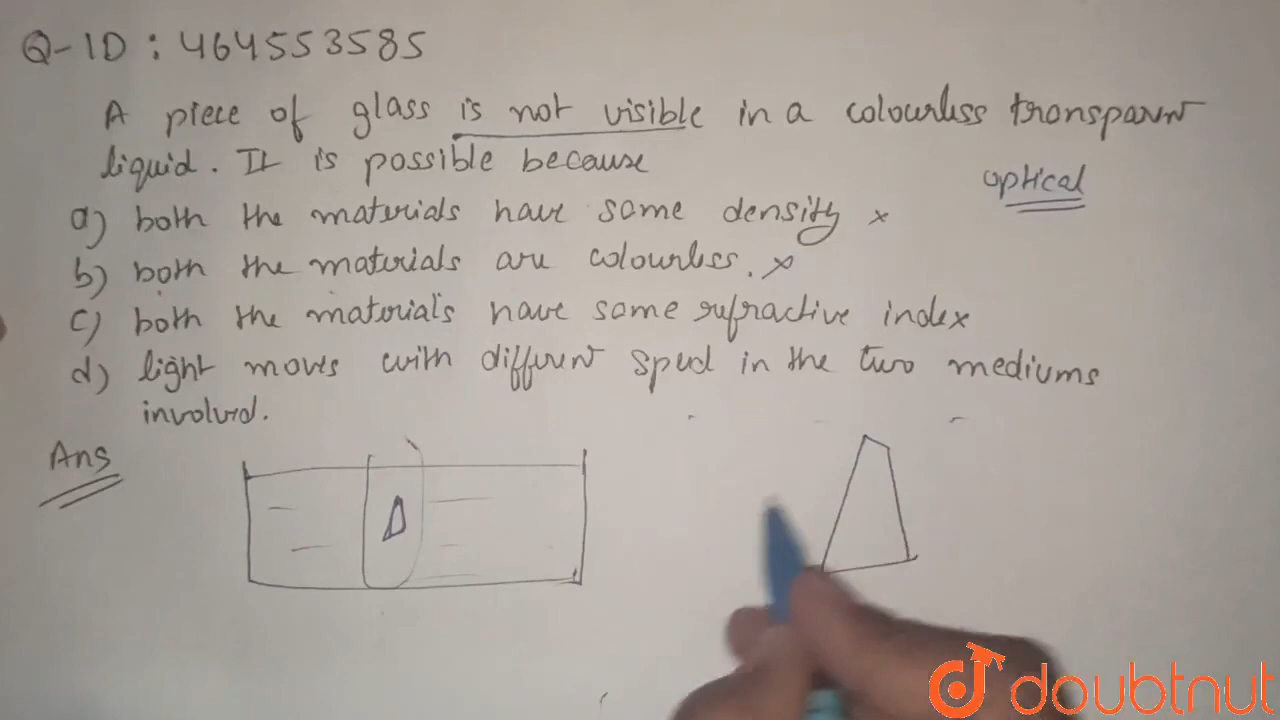 Q-ID : 464553585
A piece of glass is not visible in a colourless transparent
liquid. It is possible because
optical
a) both the materials have same density ×
b) both the materials are colourless. ×
c) both the materials have same refractive index
d) light moves with different speed in the two mediums
involved.
Ans
doubtnut